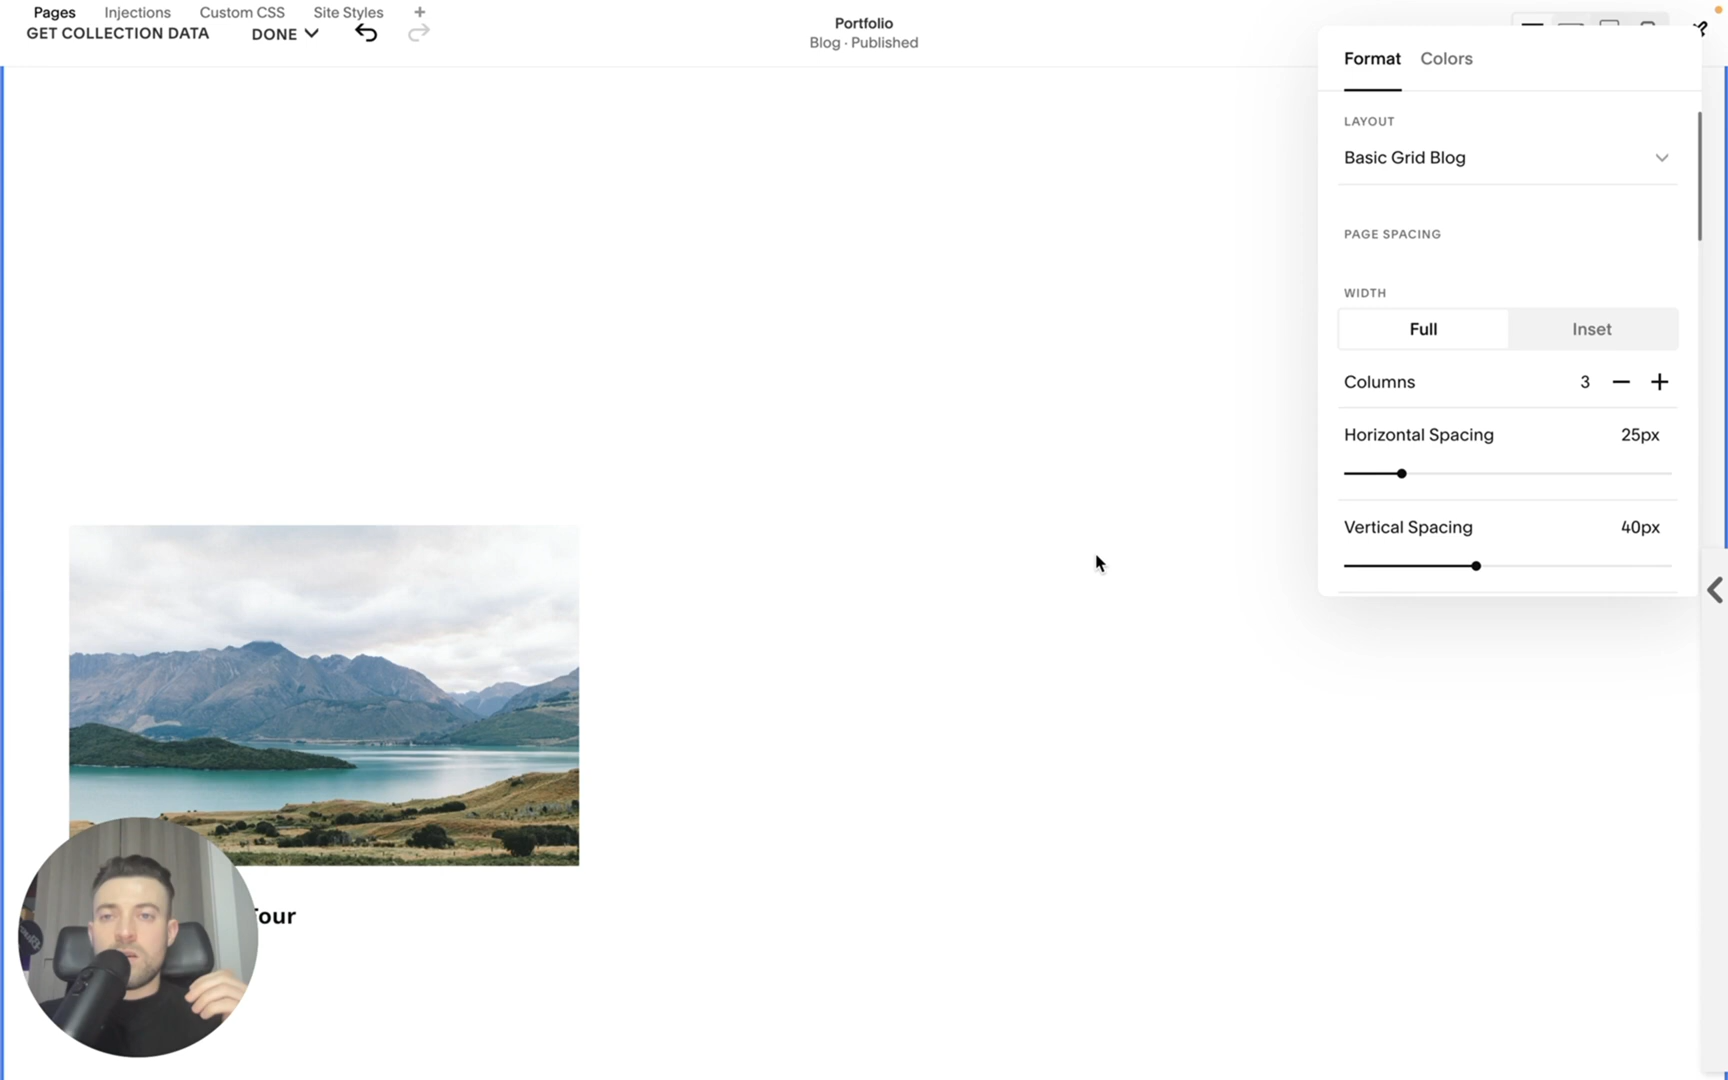 Pages Injections Custom CSS Site Styles +
GET COLLECTION DATA DONE
Portfolio
Blog · Published
Format Colors
LAYOUT
Basic Grid Blog
PAGE SPACING
WIDTH
Full Inset
Columns 3 − +
Horizontal Spacing 25px
Vertical Spacing 40px